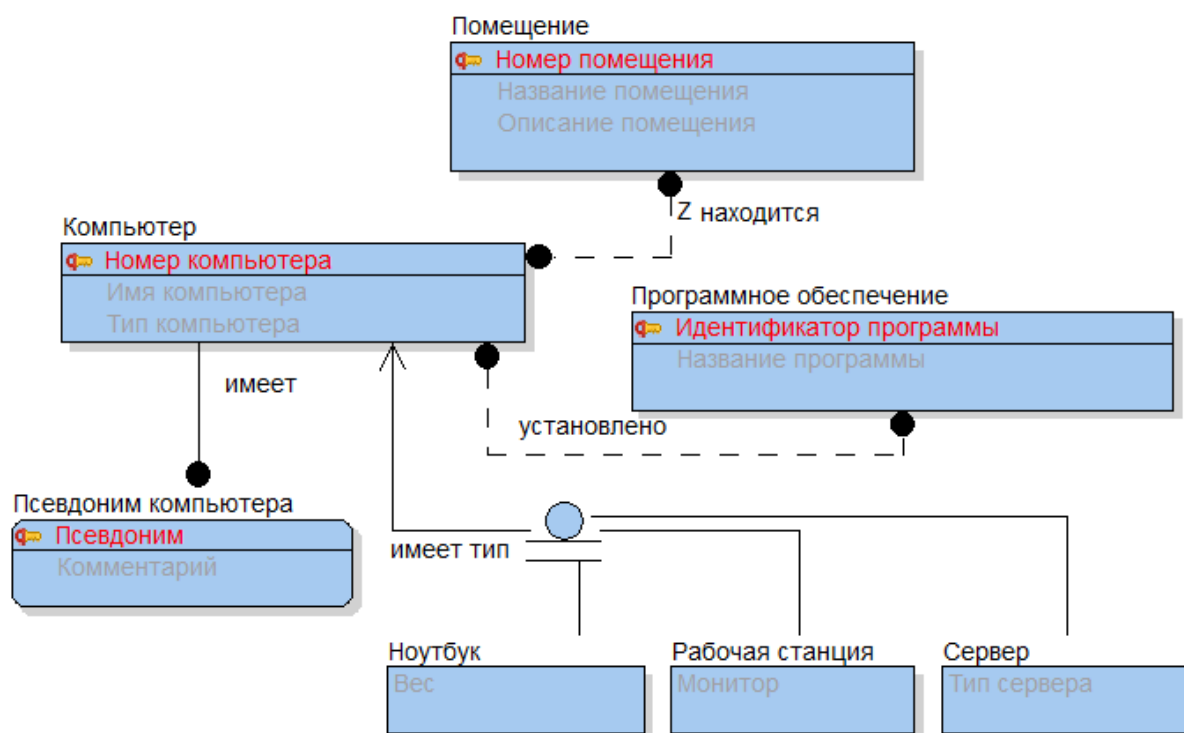 Помещение
Номер помещения
Название помещения
Описание помещения
Z находится
Компьютер
Номер компьютера
Имя компьютера
Тип компьютера
Программное обеспечение
Идентификатор программы
Название программы
имеет
установлено
Псевдоним компьютера
Псевдоним
Комментарий
имеет тип
Ноутбук
Вес
Рабочая станция
Монитор
Сервер
Тип сервера